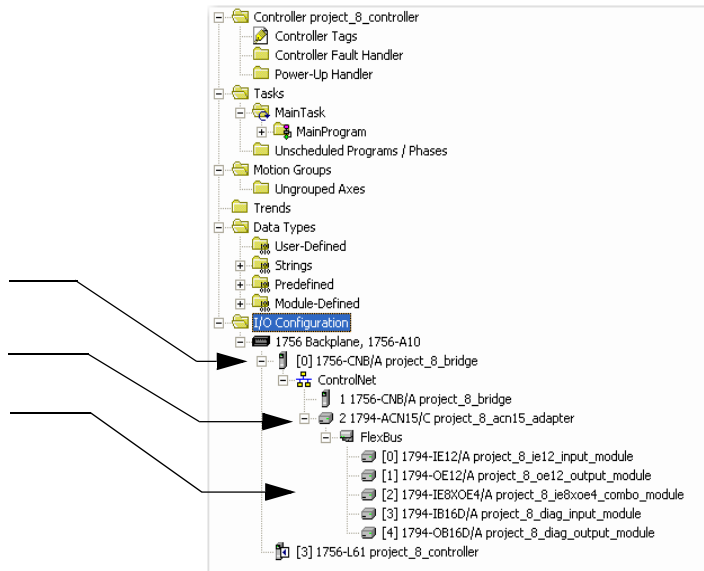 Controller project_8_controller
Controller Tags
Controller Fault Handler
Power-Up Handler
Tasks
MainTask
MainProgram
Unscheduled Programs / Phases
Motion Groups
Ungrouped Axes
Trends
Data Types
User-Defined
Strings
Predefined
Module-Defined
I/O Configuration
1756 Backplane, 1756-A10
[0] 1756-CNB/A project_8_bridge
ControlNet
1 1756-CNB/A project_8_bridge
2 1794-ACN15/C project_8_acn15_adapter
FlexBus
[0] 1794-IE12/A project_8_ie12_input_module
[1] 1794-OE12/A project_8_oe12_output_module
[2] 1794-IE8XOE4/A project_8_ie8xoe4_combo_module
[3] 1794-IB16D/A project_8_diag_input_module
[4] 1794-OB16D/A project_8_diag_output_module
[3] 1756-L61 project_8_controller